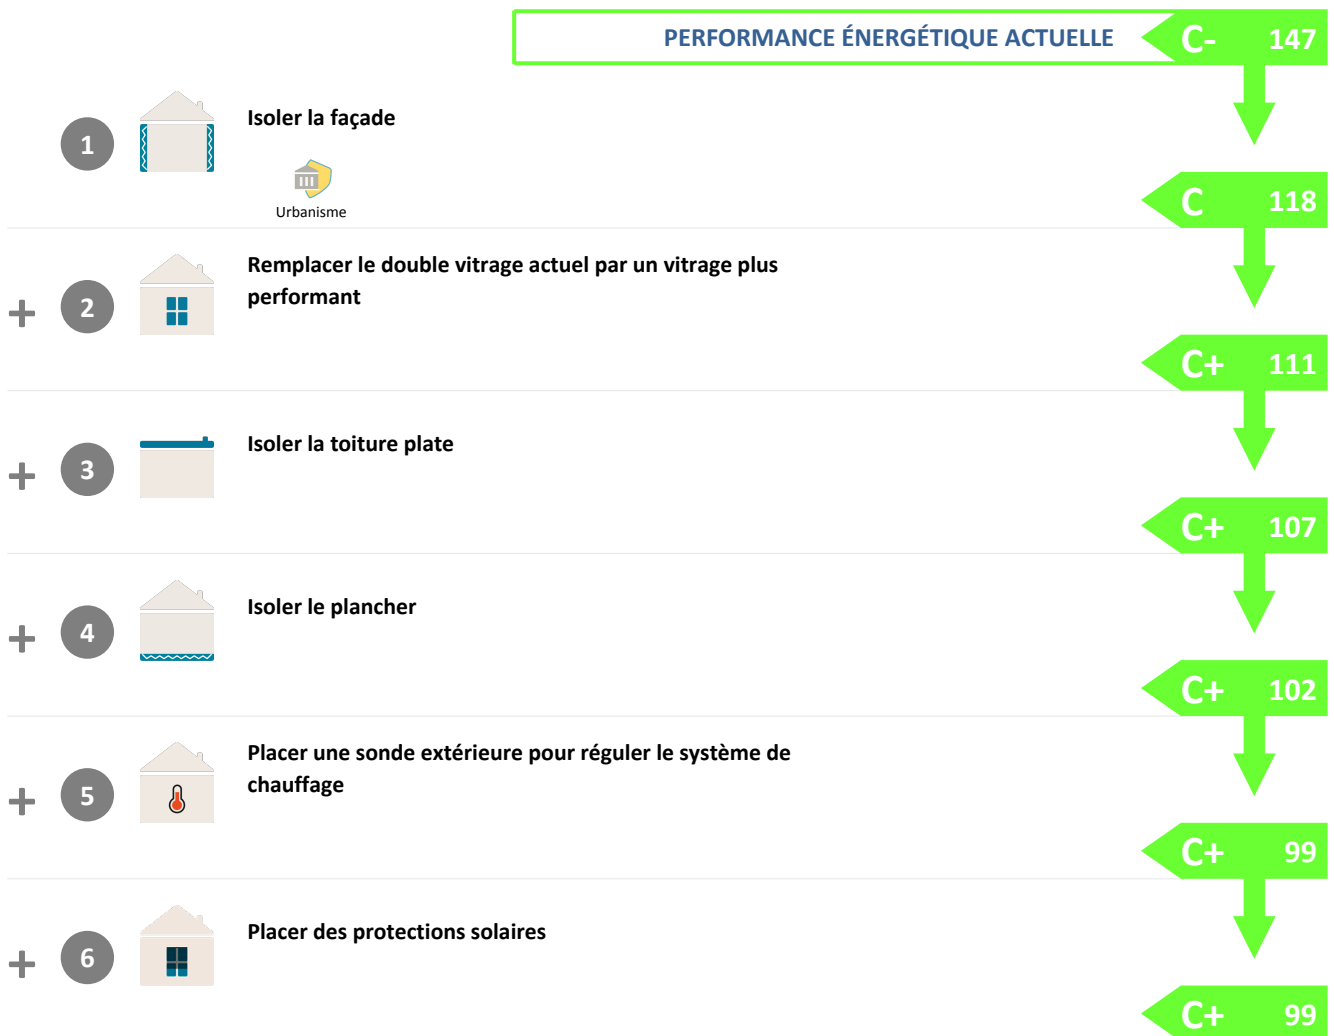 PERFORMANCE ÉNERGÉTIQUE ACTUELLE C- 147
1 Isoler la façade
Urbanisme
C 118
+ 2 Remplacer le double vitrage actuel par un vitrage plus
performant
C+ 111
+ 3 Isoler la toiture plate
C+ 107
+ 4 Isoler le plancher
C+ 102
+ 5 Placer une sonde extérieure pour réguler le système de
chauffage
C+ 99
+ 6 Placer des protections solaires
C+ 99